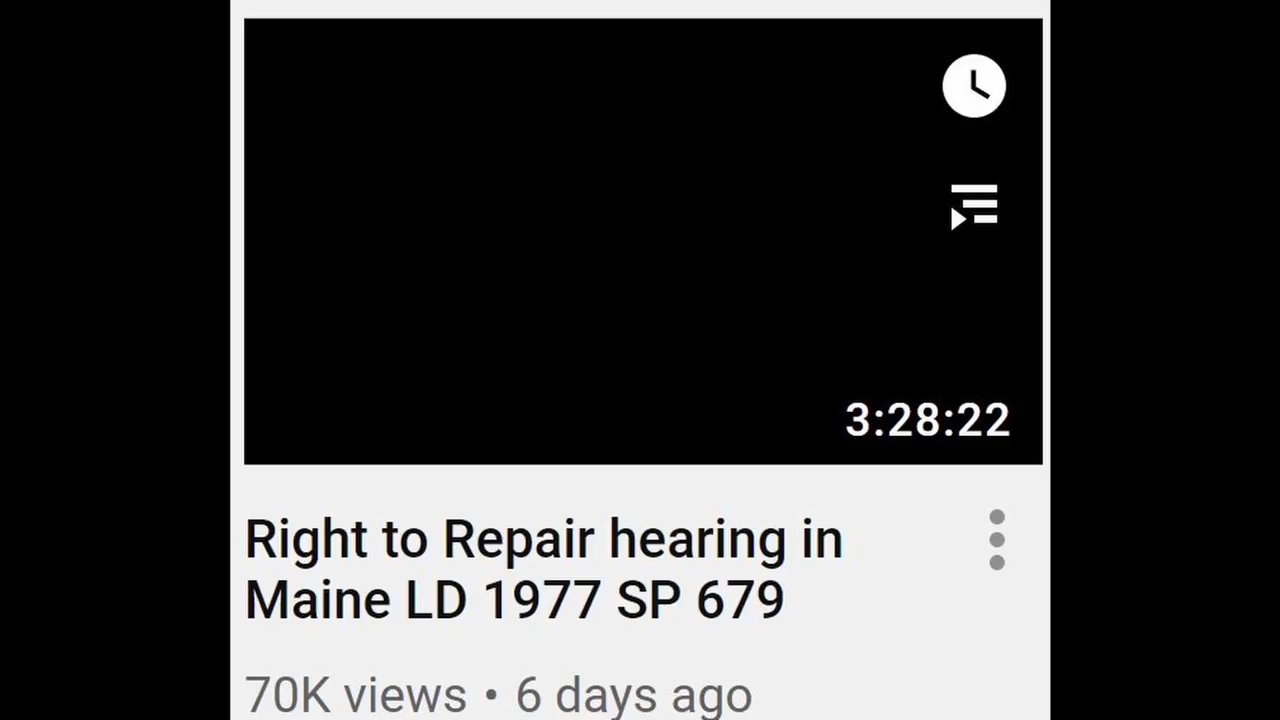 3:28:22
Right to Repair hearing in
Maine LD 1977 SP 679
70K views • 6 days ago